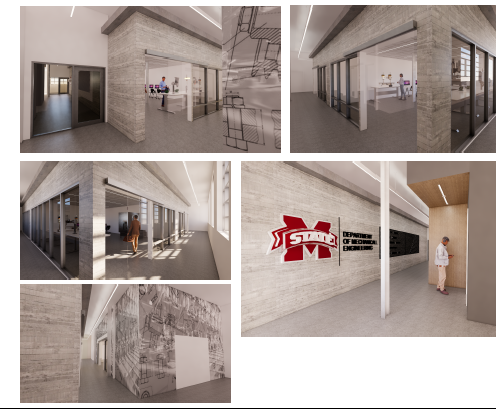 STATE
DEPARTMENT
OF MECHANICAL
ENGINEERING